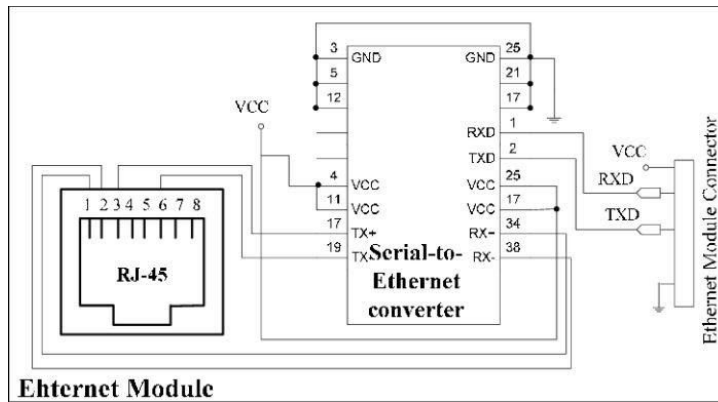 3 GND GND 25
5 21
12 17
VCC
RXD 1
TXD 2
VCC
4 VCC VCC 25
RXD
11 VCC VCC 17
TXD
17 TX+ RX+ 34
19 TX- RX- 38
Serial-to-
Ethernet
converter
1 2 3 4 5 6 7 8
RJ-45
Ethernet Module Connector
Ehternet Module